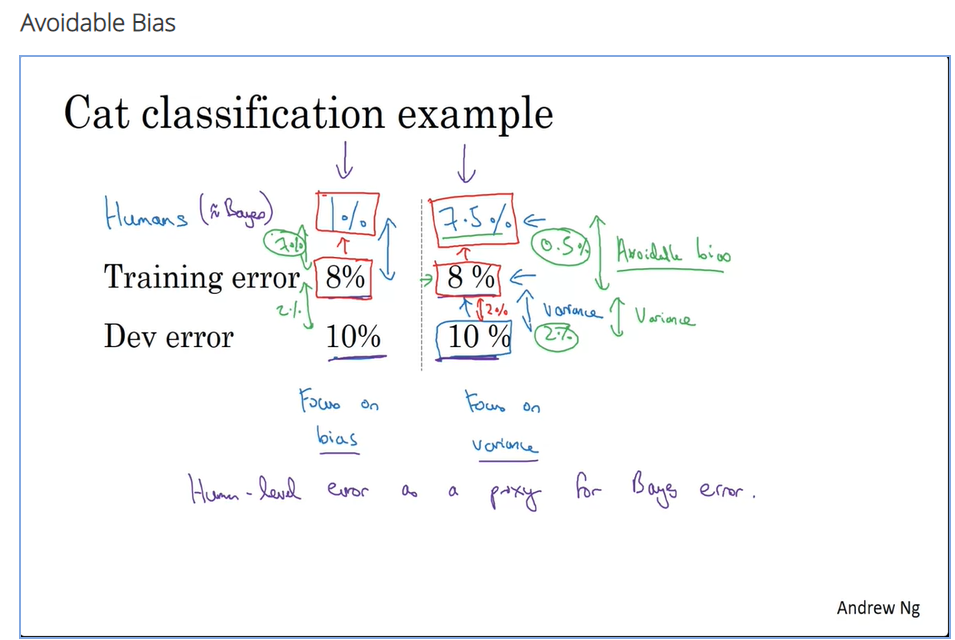 Avoidable Bias
Cat classification example
Humans (≈ Bayes) 1% 7.5%
7% 0.5% Avoidable bias
Training error 8% 8 %
2% 2% Variance 2% Variance
Dev error 10% 10 %
Focus on Focus on
bias variance
Human-level error as a proxy for Bayes error.
Andrew Ng